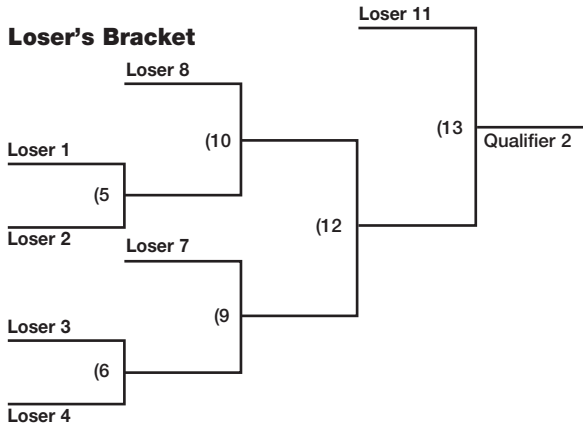 Loser 11
Loser's Bracket
Loser 8
(13
(10
Qualifier 2
Loser 1
(5
(12
Loser 2
Loser 7
(9
Loser 3
(6
Loser 4